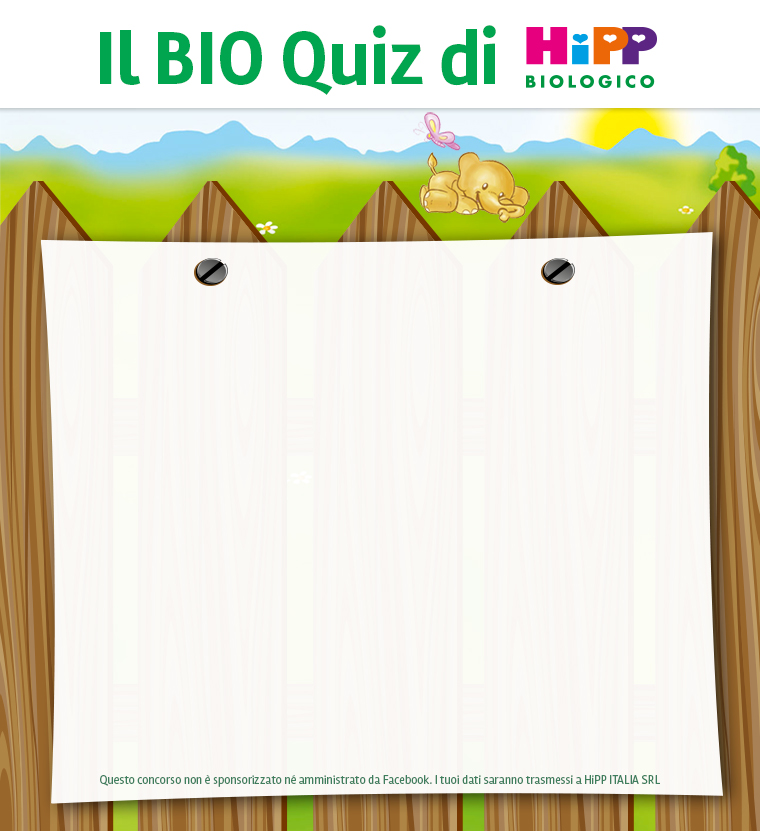 Il BIO Quiz di HiPP
BIOLOGICO
Questo concorso non è sponsorizzato né amministrato da Facebook. I tuoi dati saranno trasmessi a HiPP ITALIA SRL